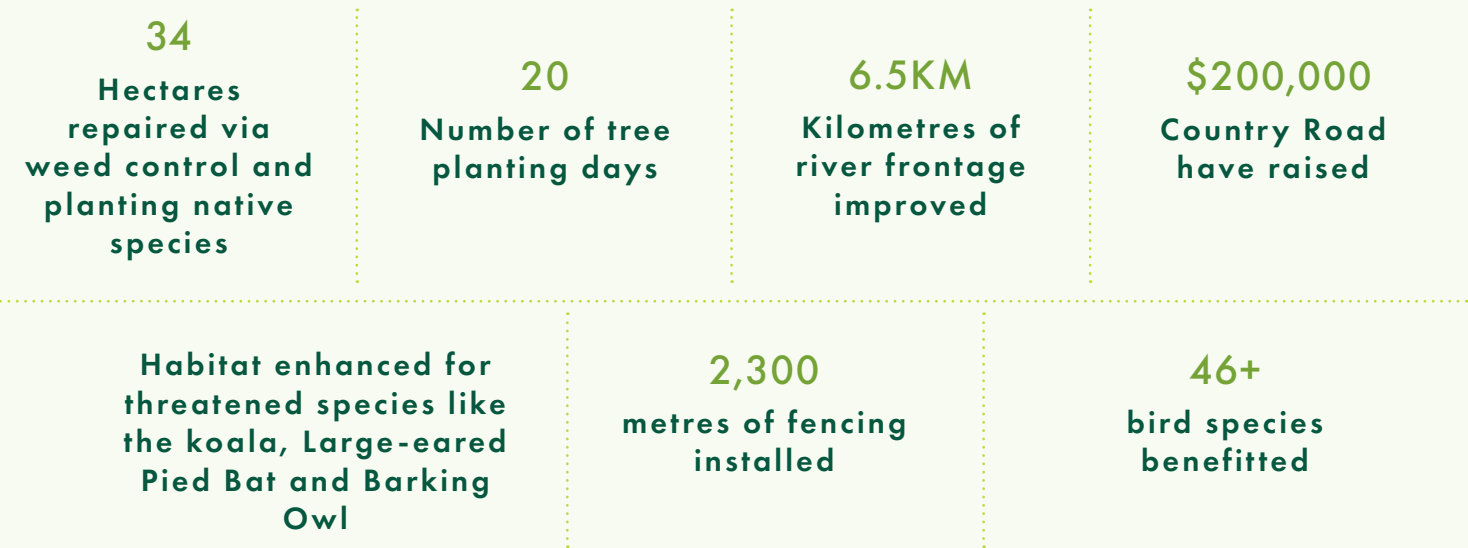 34
Hectares
repaired via
weed control and
planting native
species
20
Number of tree
planting days
6.5KM
Kilometres of
river frontage
improved
$200,000
Country Road
have raised
Habitat enhanced for
threatened species like
the koala, Large-eared
Pied Bat and Barking
Owl
2,300
metres of fencing
installed
46+
bird species
benefitted